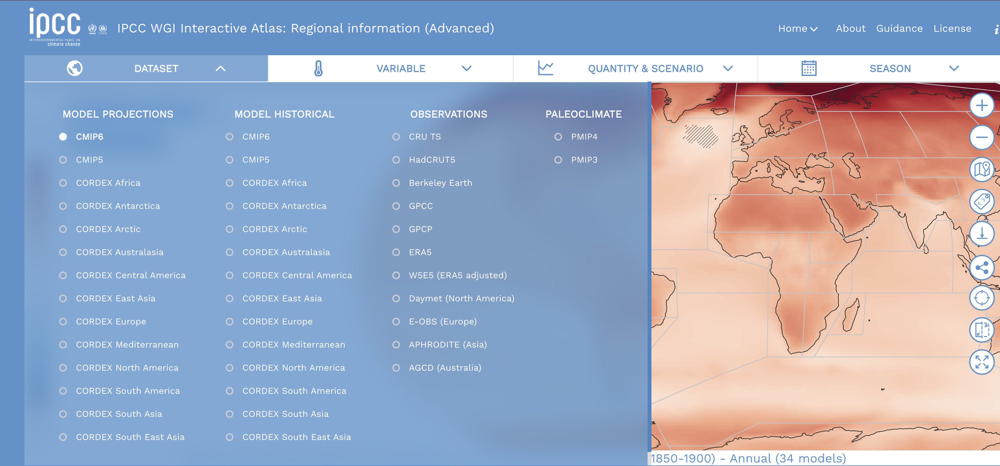 ipcc
INTERGOVERNMENTAL PANEL ON
climate change
WMO
UNEP
IPCC WGI Interactive Atlas: Regional information (Advanced)
Home
About
Guidance
License
i
DATASET
VARIABLE
QUANTITY & SCENARIO
SEASON
MODEL PROJECTIONS
CMIP6
CMIP5
CORDEX Africa
CORDEX Antarctica
CORDEX Arctic
CORDEX Australasia
CORDEX Central America
CORDEX East Asia
CORDEX Europe
CORDEX Mediterranean
CORDEX North America
CORDEX South America
CORDEX South Asia
CORDEX South East Asia
MODEL HISTORICAL
CMIP6
CMIP5
CORDEX Africa
CORDEX Antarctica
CORDEX Arctic
CORDEX Australasia
CORDEX Central America
CORDEX East Asia
CORDEX Europe
CORDEX Mediterranean
CORDEX North America
CORDEX South America
CORDEX South Asia
CORDEX South East Asia
OBSERVATIONS
CRU TS
HadCRUT5
Berkeley Earth
GPCC
GPCP
ERA5
W5E5 (ERA5 adjusted)
Daymet (North America)
E-OBS (Europe)
APHRODITE (Asia)
AGCD (Australia)
PALEOCLIMATE
PMIP4
PMIP3
1850-1900) - Annual (34 models)